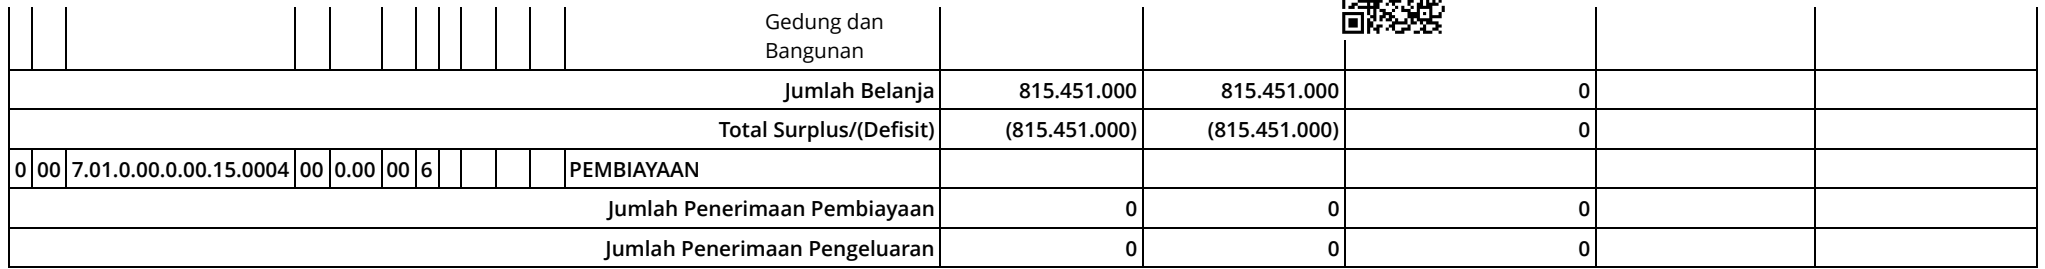 Gedung dan
Bangunan
Jumlah Belanja 815.451.000 815.451.000 0
Total Surplus/(Defisit) (815.451.000) (815.451.000) 0
0 00 7.01.0.00.0.00.15.0004 00 0.00 00 6 PEMBIAYAAN
Jumlah Penerimaan Pembiayaan 0 0 0
Jumlah Penerimaan Pengeluaran 0 0 0